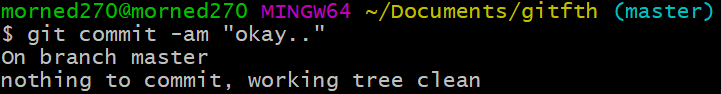 morned270@morned270 MINGW64 ~/Documents/gitfth (master)
$ git commit -am "okay.."
On branch master
nothing to commit, working tree clean